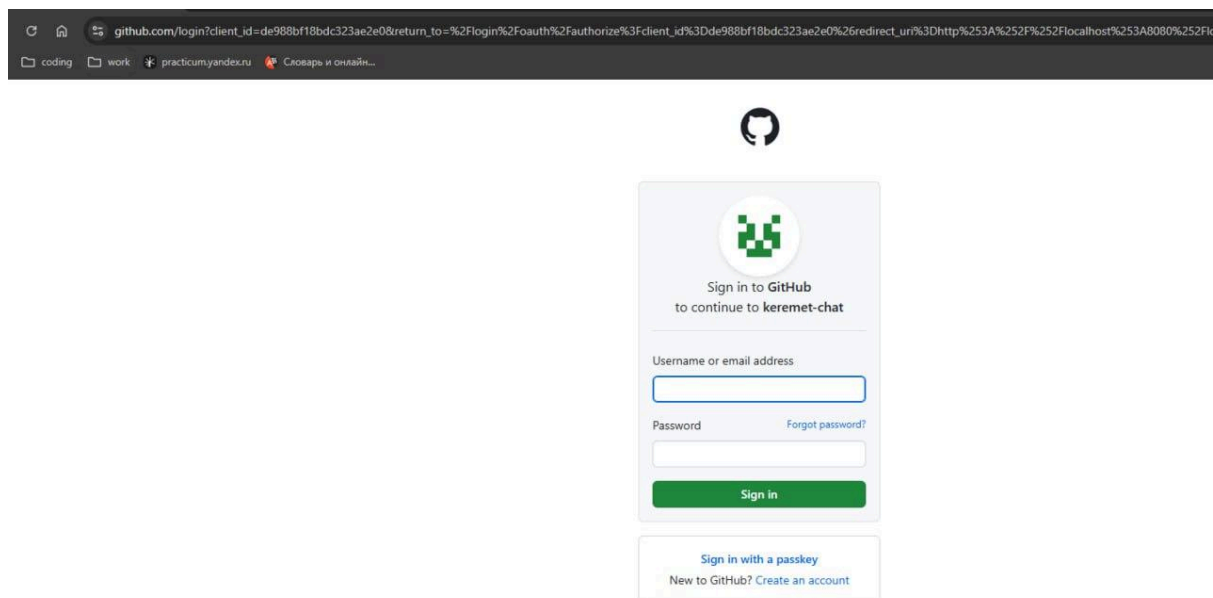 github.com/login?client_id=de988bf18bdc323ae2e0&return_to=%2Flogin%2Foauth%2Fauthorize%3Fclient_id%3Dde988bf18bdc323ae2e0%26redirect_uri%3Dhttp%253A%252F%252Flocalhost%253A8080%252Flo
coding work practicum.yandex.ru Словарь и онлайн...
Sign in to GitHub
to continue to keremet-chat
Username or email address
Password Forgot password?
Sign in
Sign in with a passkey
New to GitHub? Create an account